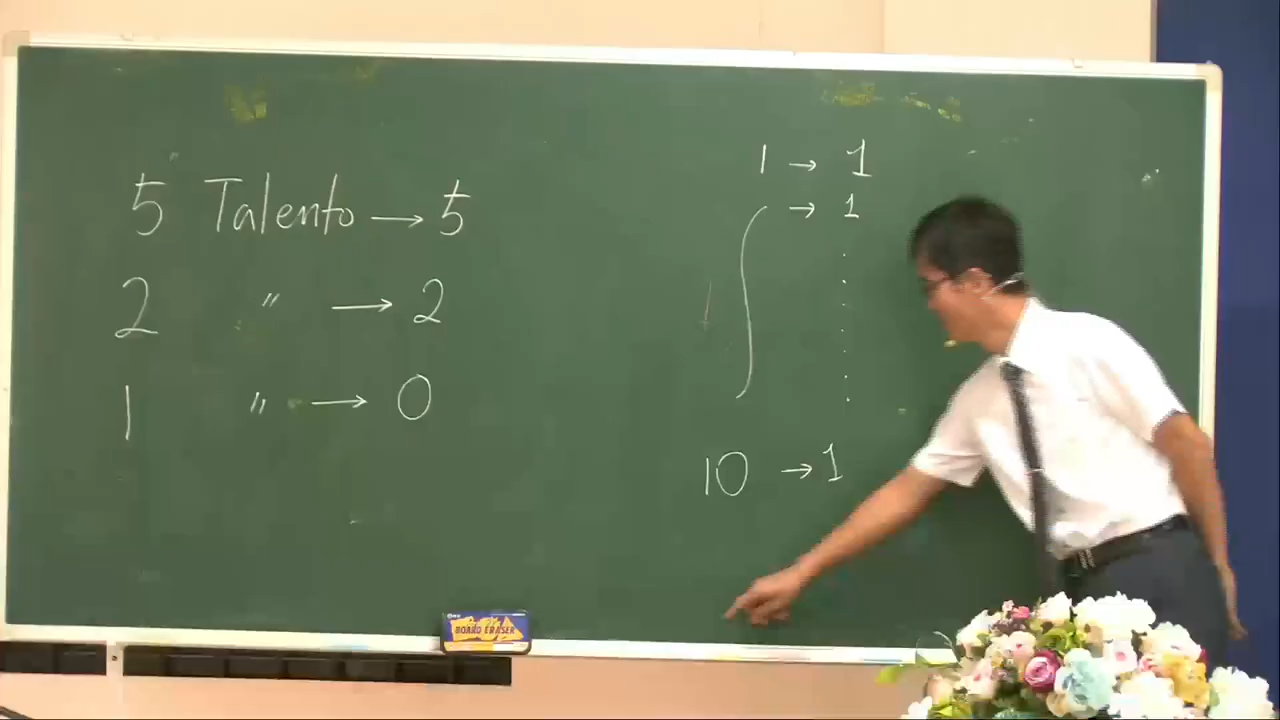 5 Talento → 5
2 〃 → 2
1 〃 → 0
1 → 1
→ 1
10 → 1
BOARD ERASER